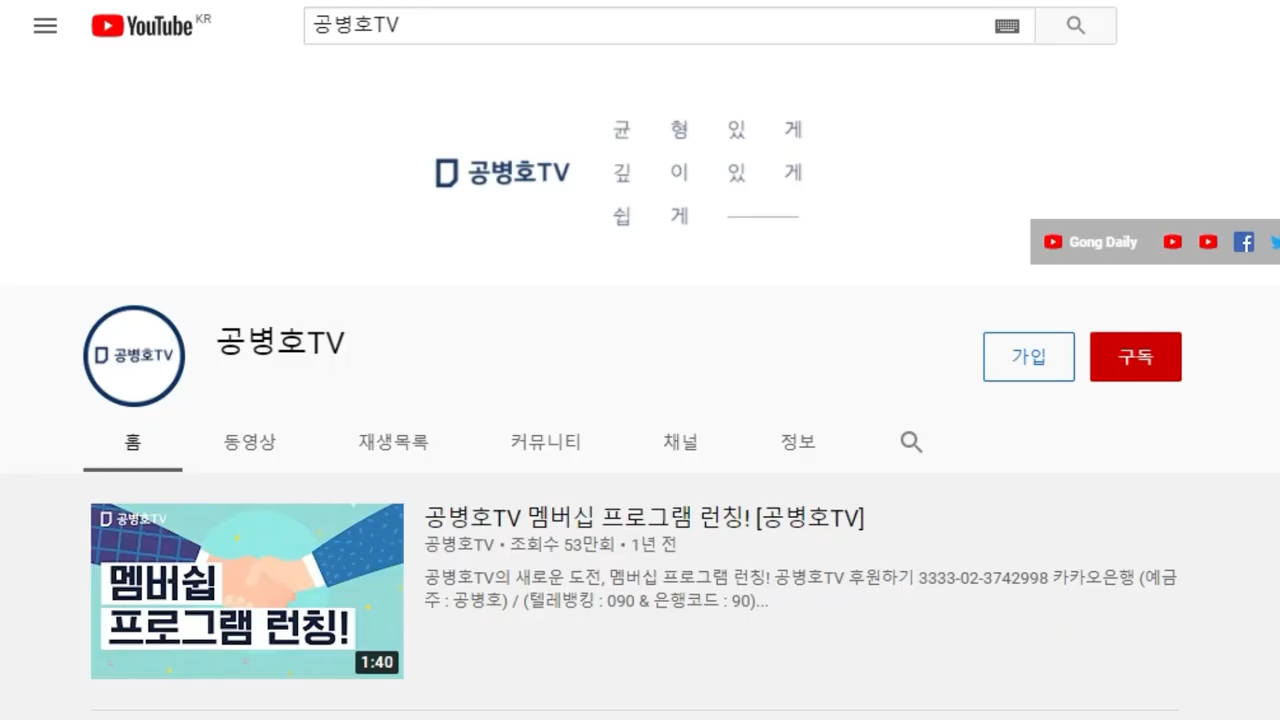 YouTube KR
공병호TV
균 형 있 게
공병호TV
깊 이 있 게
쉽 게
Gong Daily
공병호TV
공병호TV
가입
구독
홈
동영상
재생목록
커뮤니티
채널
정보
공병호TV
멤버쉽
프로그램 런칭!
1:40
공병호TV 멤버십 프로그램 런칭! [공병호TV]
공병호TV • 조회수 53만회 • 1년 전
공병호TV의 새로운 도전, 멤버십 프로그램 런칭! 공병호TV 후원하기 3333-02-3742998 카카오은행 (예금
주 : 공병호) / (텔레뱅킹 : 090 & 은행코드 : 90)...